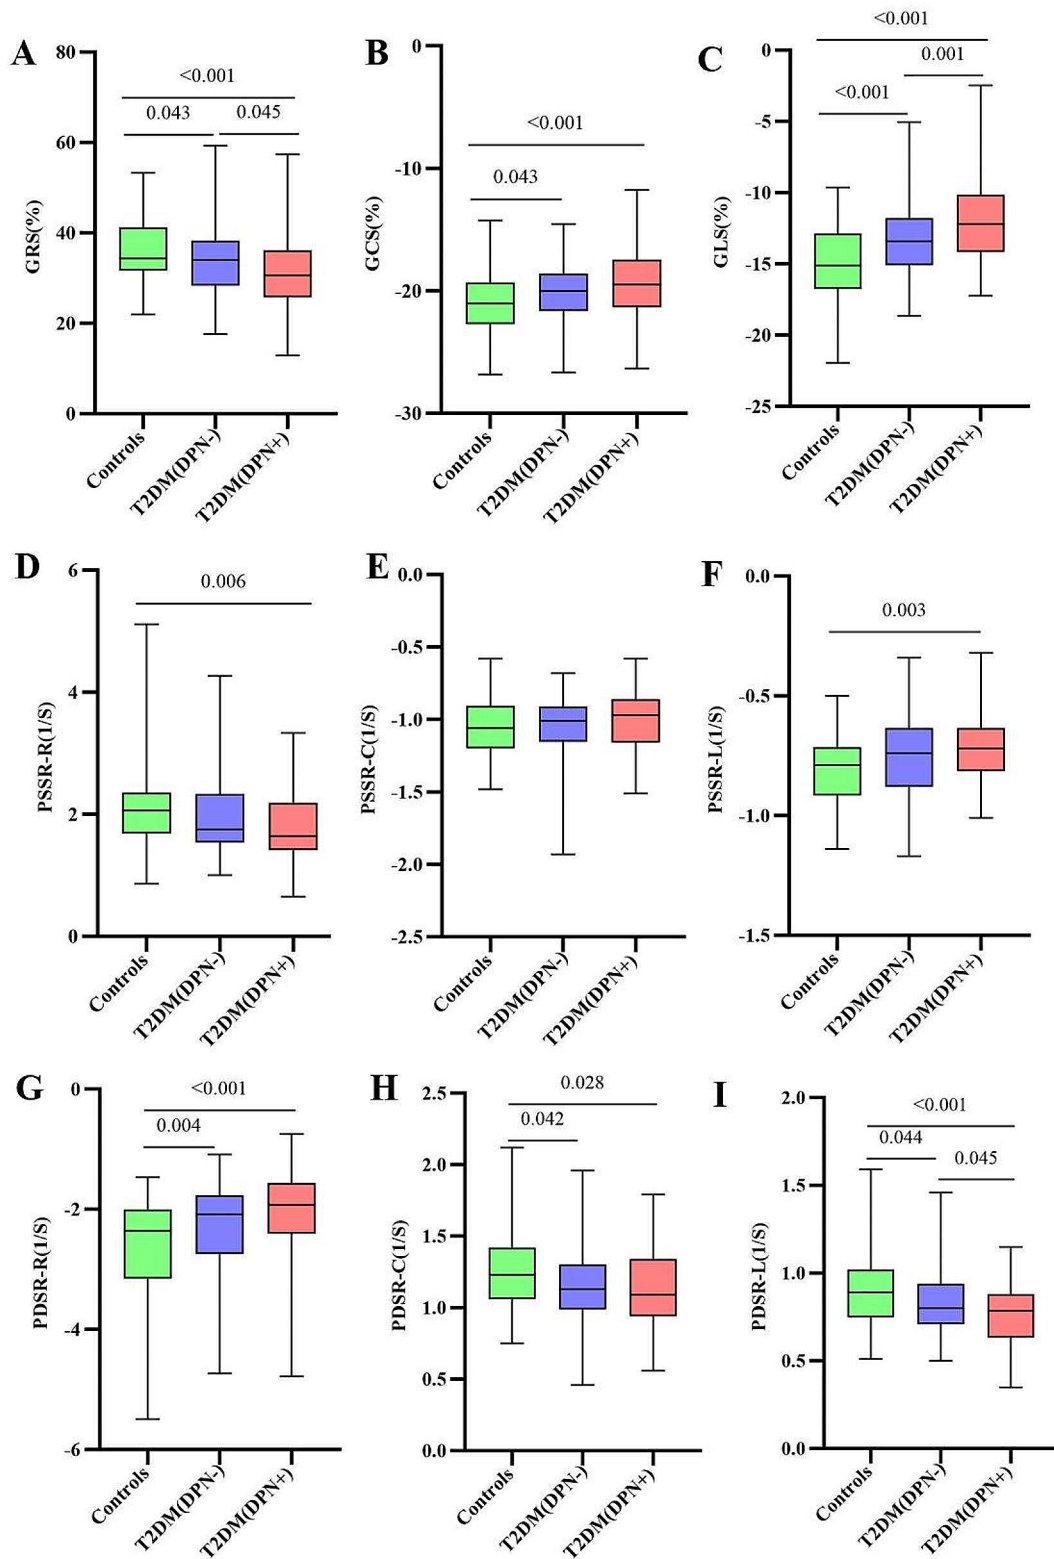 A
GRS(%)
80
60
40
20
0
<0.001
0.043
0.045
Controls
T2DM(DPN-)
T2DM(DPN+)
B
GCS(%)
0
-10
-20
-30
<0.001
0.043
Controls
T2DM(DPN-)
T2DM(DPN+)
C
GLS(%)
0
-5
-10
-15
-20
-25
<0.001
0.001
<0.001
Controls
T2DM(DPN-)
T2DM(DPN+)
D
PSSR-R(1/S)
6
4
2
0
0.006
Controls
T2DM(DPN-)
T2DM(DPN+)
E
PSSR-C(1/S)
0.0
-0.5
-1.0
-1.5
-2.0
-2.5
Controls
T2DM(DPN-)
T2DM(DPN+)
F
PSSR-L(1/S)
0.0
-0.5
-1.0
-1.5
0.003
Controls
T2DM(DPN-)
T2DM(DPN+)
G
PDSR-R(1/S)
0
-2
-4
-6
<0.001
0.004
Controls
T2DM(DPN-)
T2DM(DPN+)
H
PDSR-C(1/S)
2.5
2.0
1.5
1.0
0.5
0.0
0.028
0.042
Controls
T2DM(DPN-)
T2DM(DPN+)
I
PDSR-L(1/S)
2.0
1.5
1.0
0.5
0.0
<0.001
0.044
0.045
Controls
T2DM(DPN-)
T2DM(DPN+)